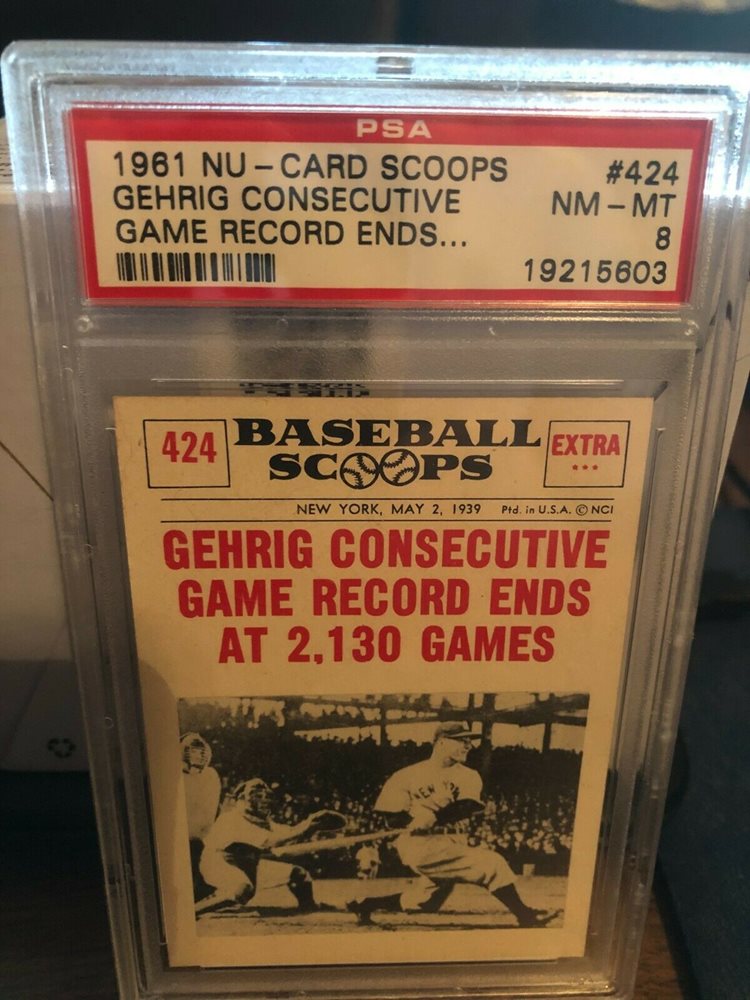 PSA
1961 NU-CARD SCOOPS #424
GEHRIG CONSECUTIVE NM-MT
GAME RECORD ENDS... 8
19215603
424 BASEBALL SCOOPS EXTRA
NEW YORK, MAY 2, 1939 Ptd. in U.S.A. © NCI
GEHRIG CONSECUTIVE
GAME RECORD ENDS
AT 2,130 GAMES
NEW